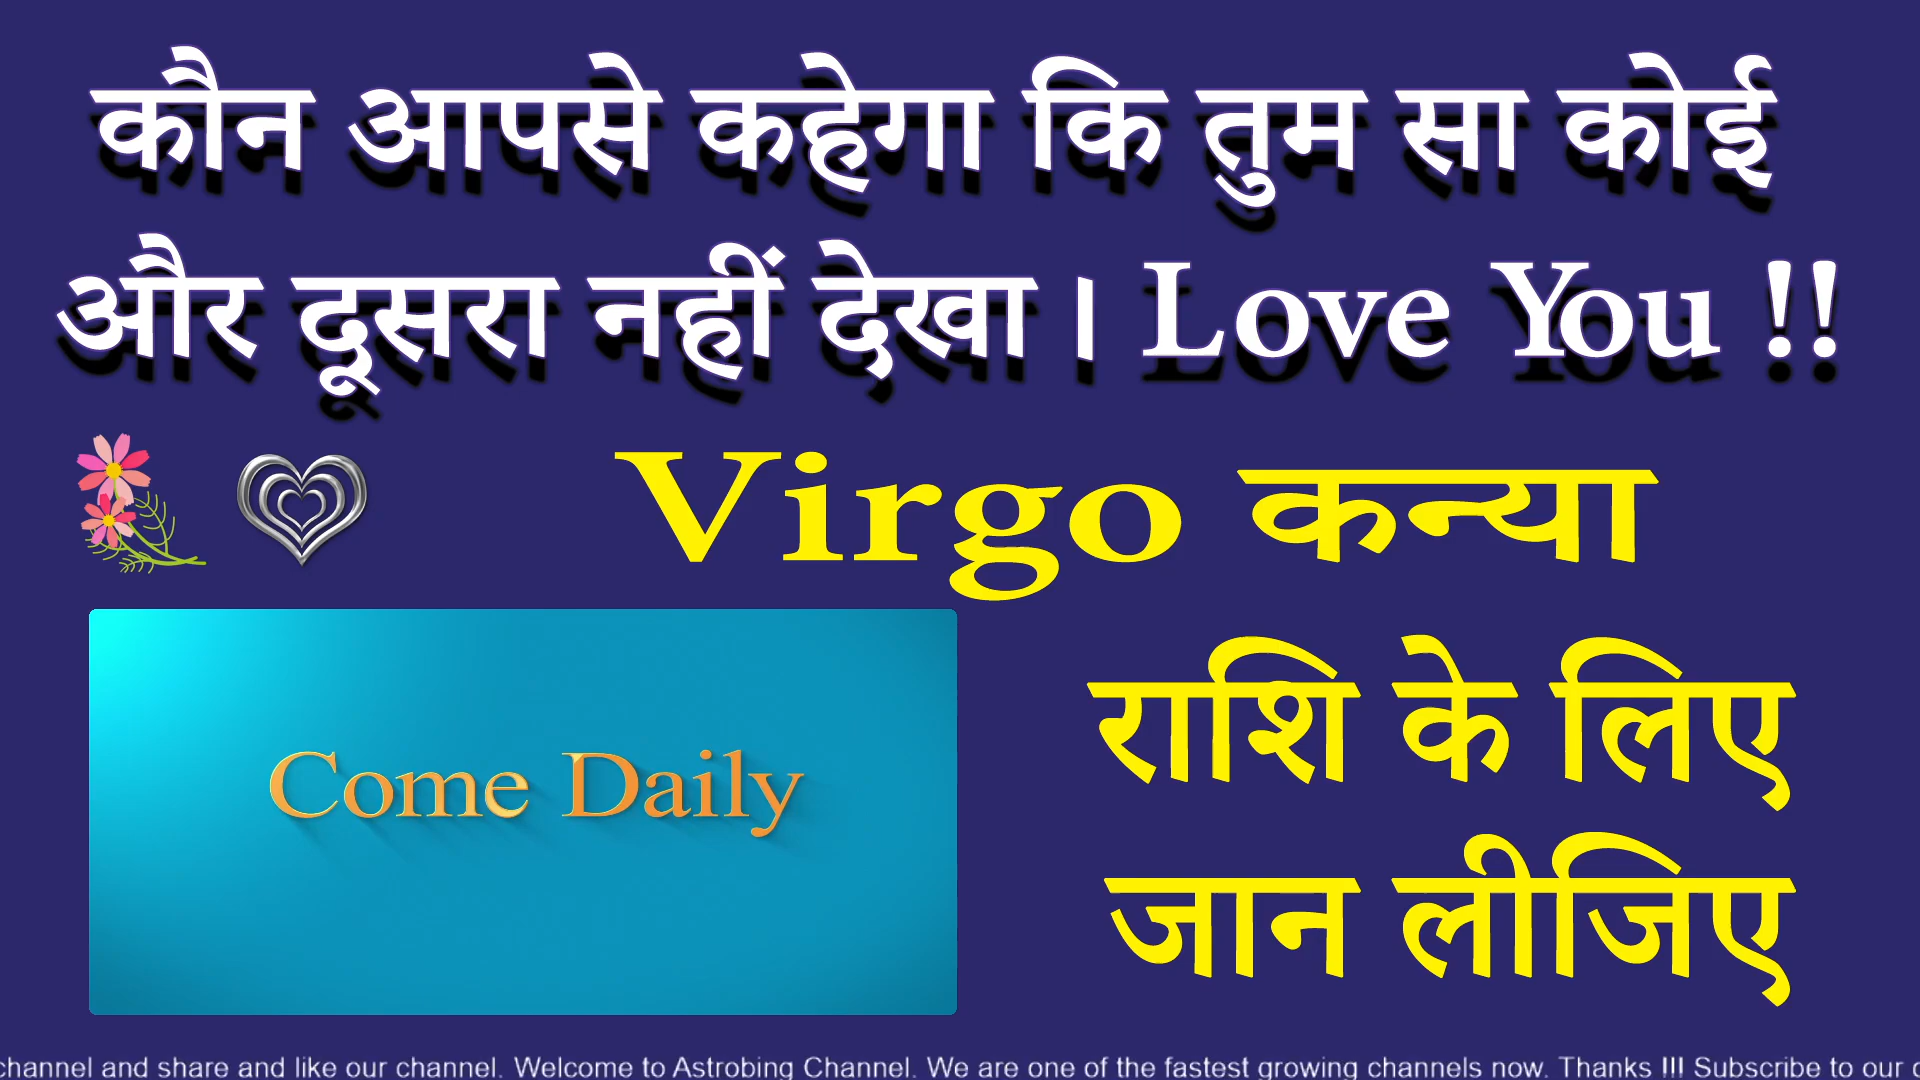 कौन आपसे कहेगा कि तुम सा कोई
और दूसरा नहीं देखा । Love You !!
Virgo कन्या
राशि के लिए
जान लीजिए
Come Daily
channel and share and like our channel. Welcome to Astrobing Channel. We are one of the fastest growing channels now. Thanks !!! Subscribe to our